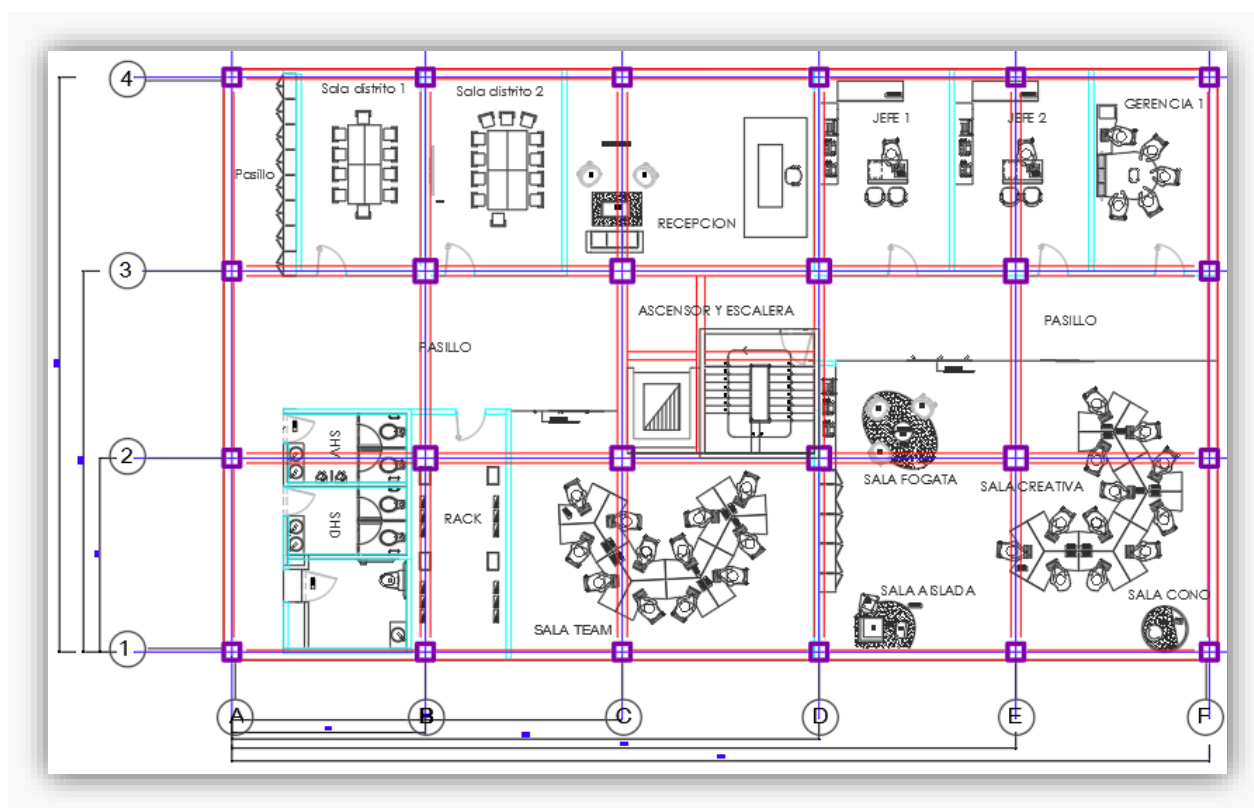 4
Sala distrito 1
Sala distrito 2
JEFE 1
JEFE 2
GERENCIA 1
Pasillo
RECEPCION
3
ASCENSOR Y ESCALERA
PASILLO
PASILLO
SHV
2
SALA FOGATA
SALA CREATIVA
SHD
RACK
SALA AISLADA
SALA CONO
SALA TEAM
1
A
B
C
D
E
F